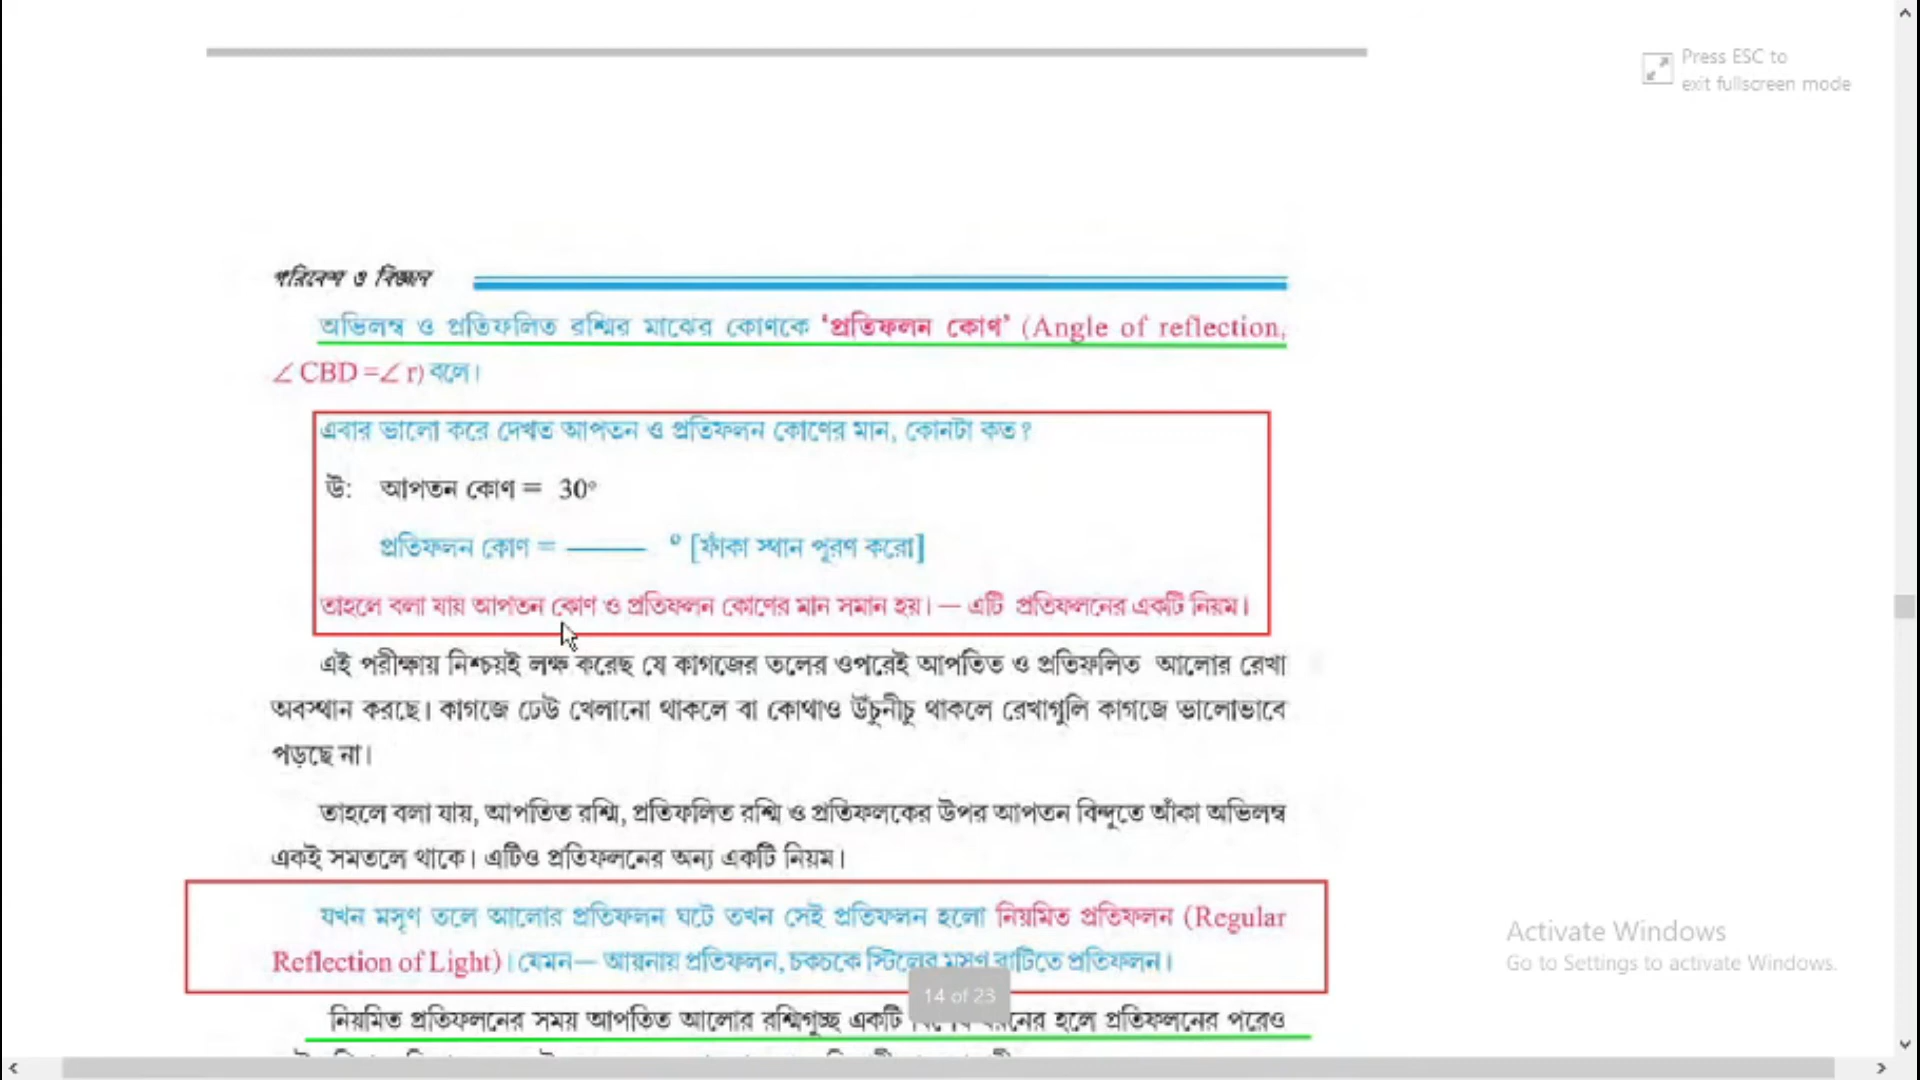 Press ESC to
exit fullscreen mode
পরিবেশ ও বিজ্ঞান
অভিলম্ব ও প্রতিফলিত রশ্মির মাঝের কোণকে ‘প্রতিফলন কোণ’ (Angle of reflection,
∠CBD =∠r) বলে।
এবার ভালো করে দেখত আপতন ও প্রতিফলন কোণের মান, কোনটা কত?
উ: আপতন কোণ = 30°
প্রতিফলন কোণ = ——— ° [ফাঁকা স্থান পূরণ করো]
তাহলে বলা যায় আপতন কোণ ও প্রতিফলন কোণের মান সমান হয়। — এটি প্রতিফলনের একটি নিয়ম।
এই পরীক্ষায় নিশ্চয়ই লক্ষ করেছ যে কাগজের তলের ওপরেই আপতিত ও প্রতিফলিত আলোর রেখা
অবস্থান করছে। কাগজে ঢেউ খেলানো থাকলে বা কোথাও উঁচুনীচু থাকলে রেখাগুলি কাগজে ভালোভাবে
পড়ছে না।
তাহলে বলা যায়, আপতিত রশ্মি, প্রতিফলিত রশ্মি ও প্রতিফলকের উপর আপতন বিন্দুতে আঁকা অভিলম্ব
একই সমতলে থাকে। এটিও প্রতিফলনের অন্য একটি নিয়ম।
যখন মসৃণ তলে আলোর প্রতিফলন ঘটে তখন সেই প্রতিফলন হলো নিয়মিত প্রতিফলন (Regular
Reflection of Light)। যেমন— আয়নায় প্রতিফলন, চকচকে স্টিলের মসৃণ বাটিতে প্রতিফলন।
14 of 23
নিয়মিত প্রতিফলনের সময় আপতিত আলোর রশ্মিগুচ্ছ একটি হলে প্রতিফলনের পরেও
Activate Windows
Go to Settings to activate Windows.